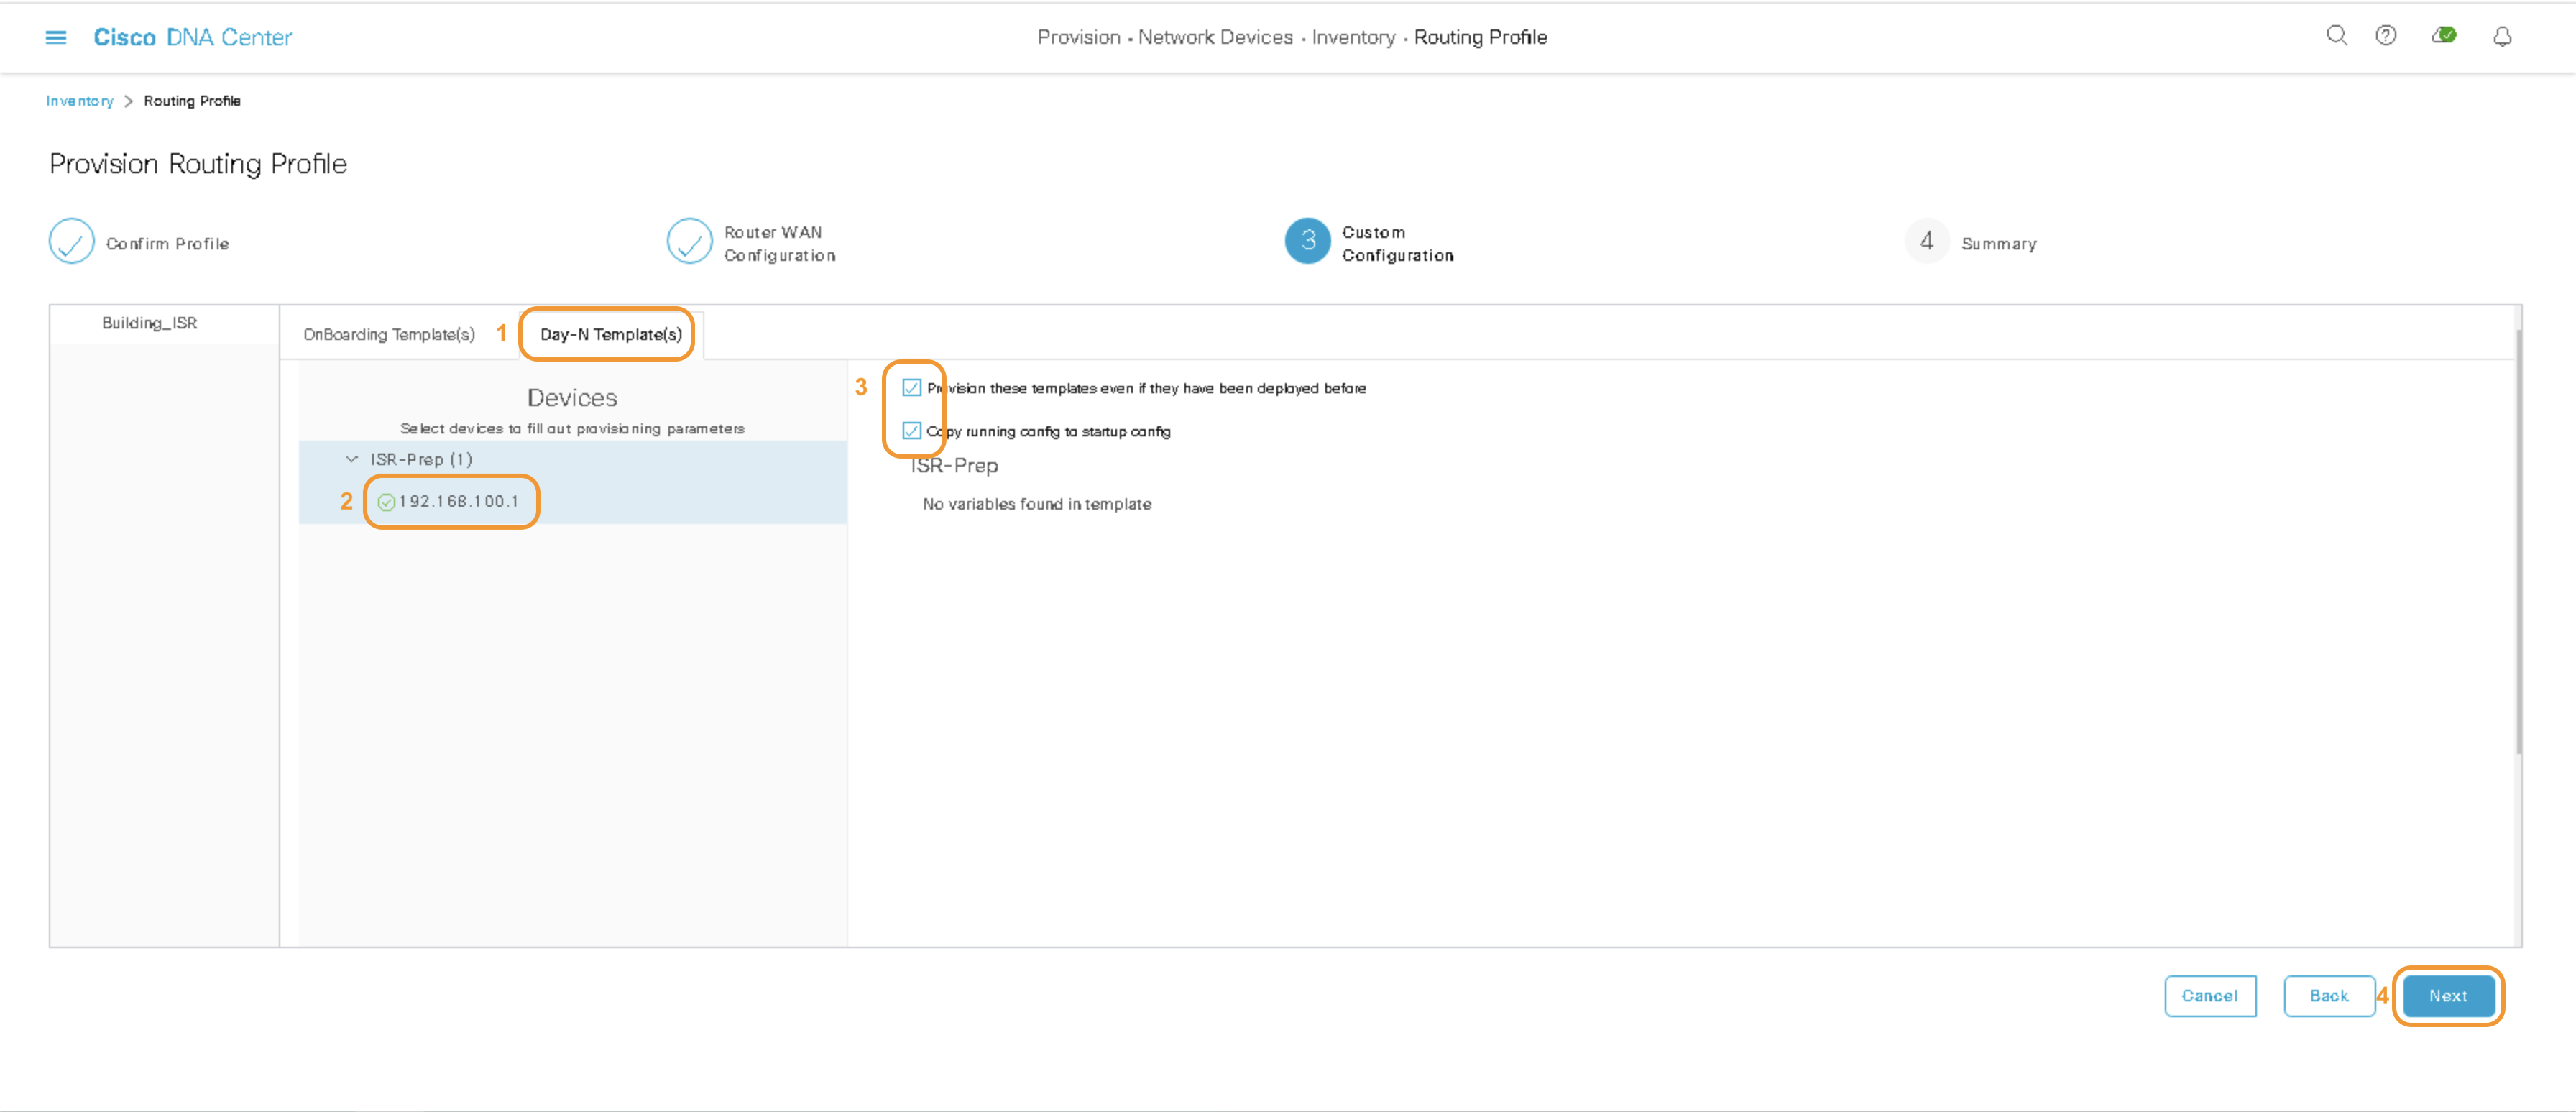 Cisco DNA Center
Provision • Network Devices • Inventory • Routing Profile
Inventory > Routing Profile
Provision Routing Profile
Confirm Profile
Router WAN
Configuration
3
Custom
Configuration
4
Summary
Building_ISR
OnBoarding Template(s)
1
Day-N Template(s)
Devices
Select devices to fill out provisioning parameters
ISR-Prep (1)
2
192.168.100.1
3
Provision these templates even if they have been deployed before
Copy running config to startup config
ISR-Prep
No variables found in template
Cancel
Back
4
Next